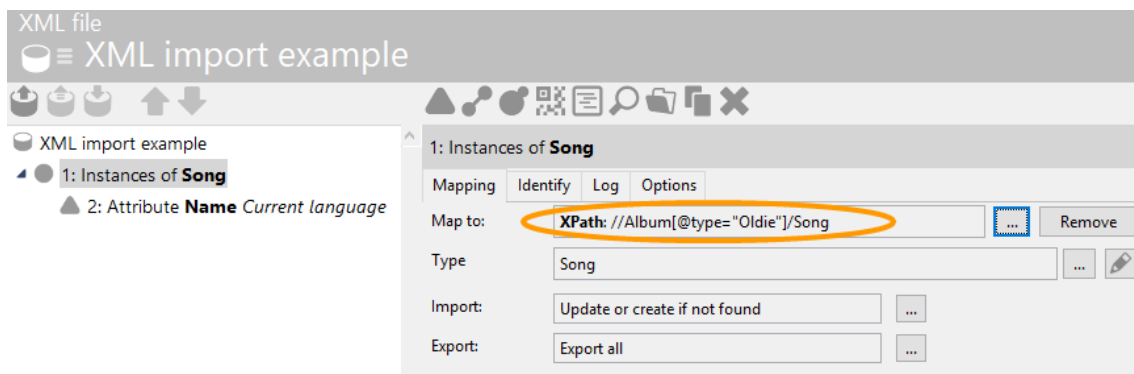 XML file
XML import example
XML import example
1: Instances of Song
2: Attribute Name Current language
1: Instances of Song
Mapping Identify Log Options
Map to: XPath: //Album[@type="Oldie"]/Song ... Remove
Type Song ...
Import: Update or create if not found ...
Export: Export all ...